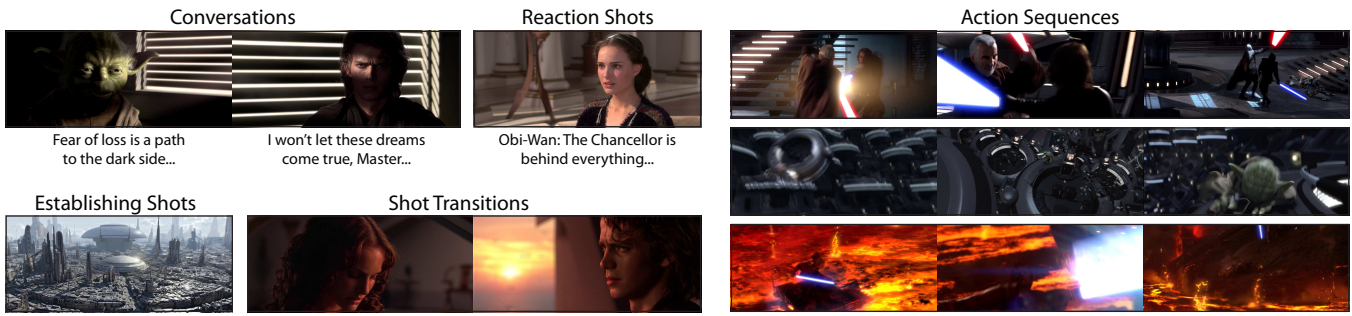 Conversations
Reaction Shots
Action Sequences
Fear of loss is a path
to the dark side...
I won't let these dreams
come true, Master...
Obi-Wan: The Chancellor is
behind everything...
Establishing Shots
Shot Transitions